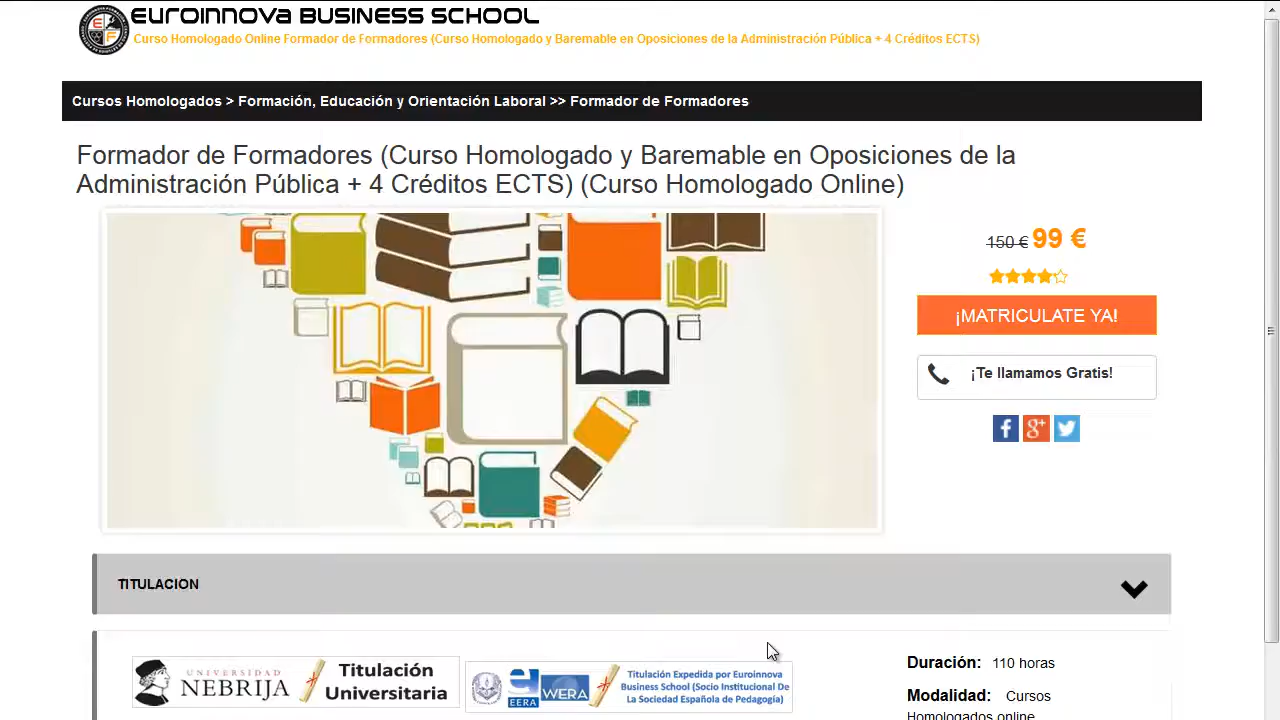 EUROINNOVA BUSINESS SCHOOL
Curso Homologado Online Formador de Formadores (Curso Homologado y Baremable en Oposiciones de la Administración Pública + 4 Créditos ECTS)
Cursos Homologados > Formación, Educación y Orientación Laboral >> Formador de Formadores
Formador de Formadores (Curso Homologado y Baremable en Oposiciones de la
Administración Pública + 4 Créditos ECTS) (Curso Homologado Online)
150 € 99 €
¡MATRICULATE YA!
¡Te llamamos Gratis!
TITULACION
UNIVERSIDAD
NEBRIJA
Titulación
Universitaria
EERA
WERA
Titulación Expedida por Euroinnova
Business School (Socio Institucional De
La Sociedad Española de Pedagogía)
Duración: 110 horas
Modalidad: Cursos
Homologados online